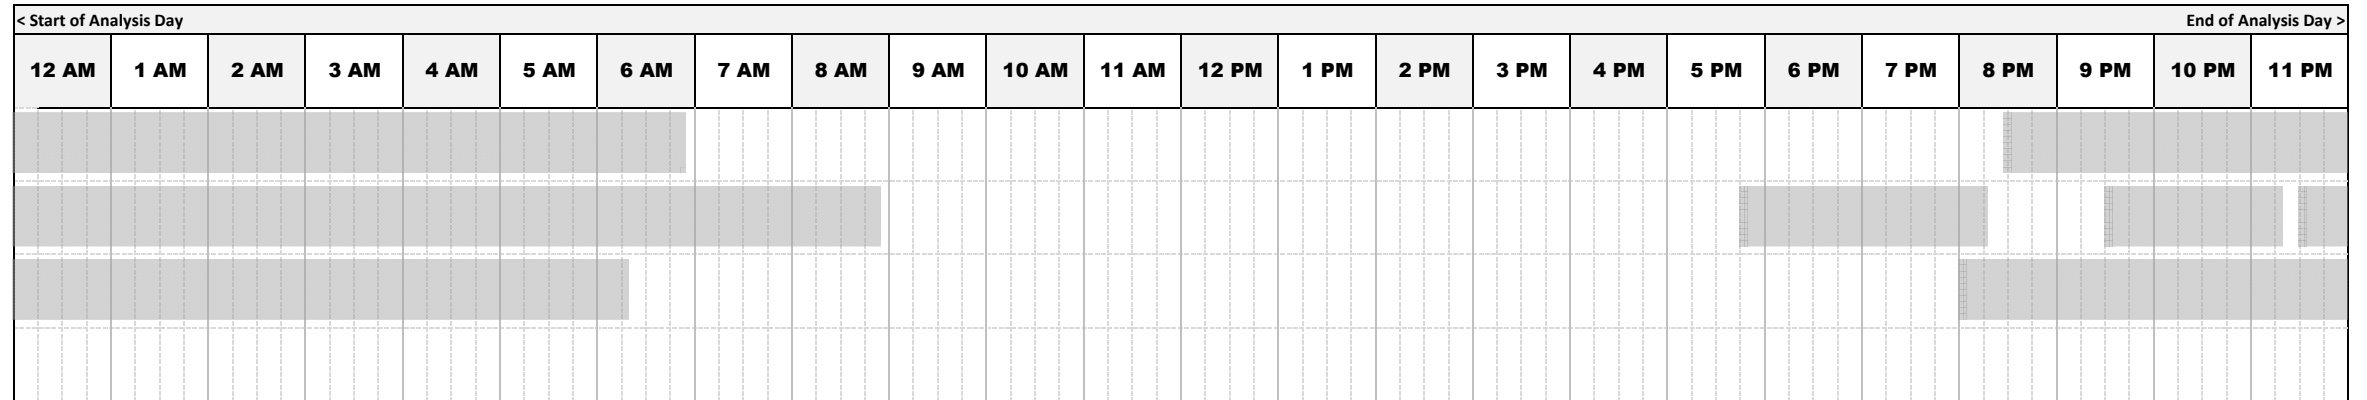 < Start of Analysis Day End of Analysis Day >
12 AM 1 AM 2 AM 3 AM 4 AM 5 AM 6 AM 7 AM 8 AM 9 AM 10 AM 11 AM 12 PM 1 PM 2 PM 3 PM 4 PM 5 PM 6 PM 7 PM 8 PM 9 PM 10 PM 11 PM